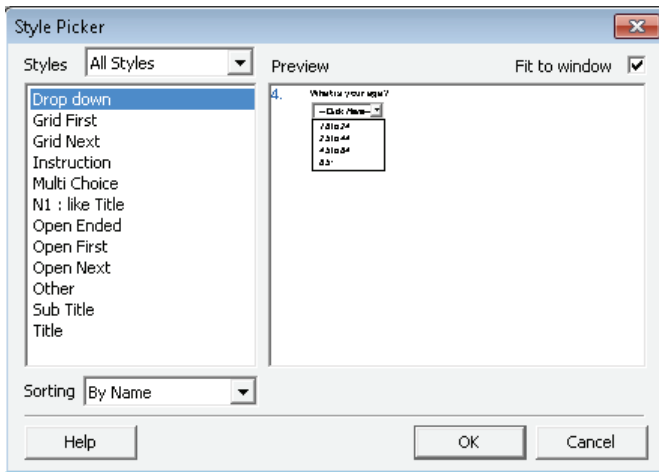 Style Picker
Styles All Styles Preview Fit to window
Drop down
Grid First
Grid Next
Instruction
Multi Choice
N1 : like Title
Open Ended
Open First
Open Next
Other
Sub Title
Title
4. What is your age?
--Click Here--
Sorting By Name
Help OK Cancel